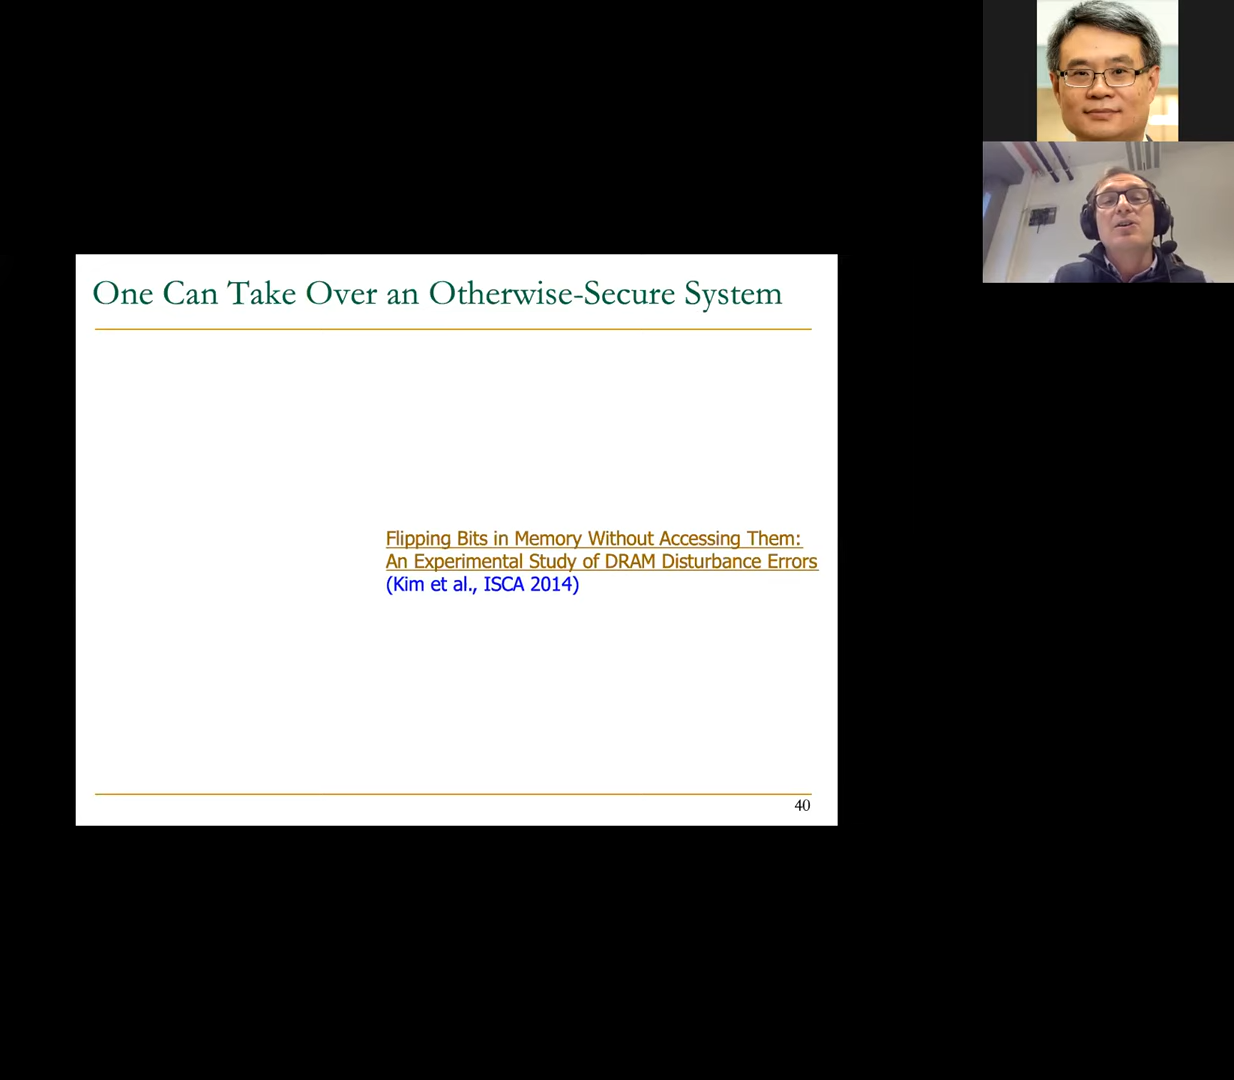 One Can Take Over an Otherwise-Secure System
Flipping Bits in Memory Without Accessing Them:
An Experimental Study of DRAM Disturbance Errors
(Kim et al., ISCA 2014)
40